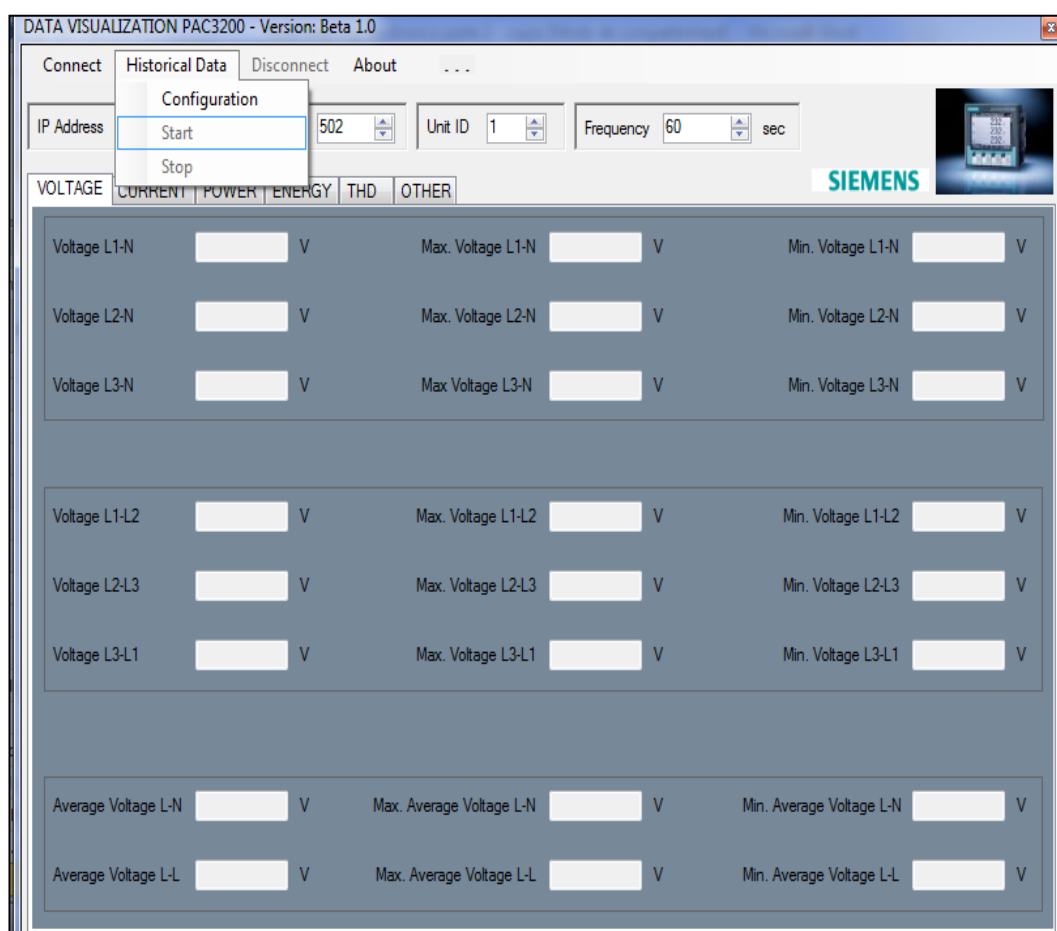 DATA VISUALIZATION PAC3200 - Version: Beta 1.0
Connect Historical Data Disconnect About ...
Configuration
Start
Stop
IP Address 502 Unit ID 1 Frequency 60 sec
SIEMENS
VOLTAGE CURRENT POWER ENERGY THD OTHER
Voltage L1-N V Max. Voltage L1-N V Min. Voltage L1-N V
Voltage L2-N V Max. Voltage L2-N V Min. Voltage L2-N V
Voltage L3-N V Max Voltage L3-N V Min. Voltage L3-N V
Voltage L1-L2 V Max. Voltage L1-L2 V Min. Voltage L1-L2 V
Voltage L2-L3 V Max. Voltage L2-L3 V Min. Voltage L2-L3 V
Voltage L3-L1 V Max. Voltage L3-L1 V Min. Voltage L3-L1 V
Average Voltage L-N V Max. Average Voltage L-N V Min. Average Voltage L-N V
Average Voltage L-L V Max. Average Voltage L-L V Min. Average Voltage L-L V